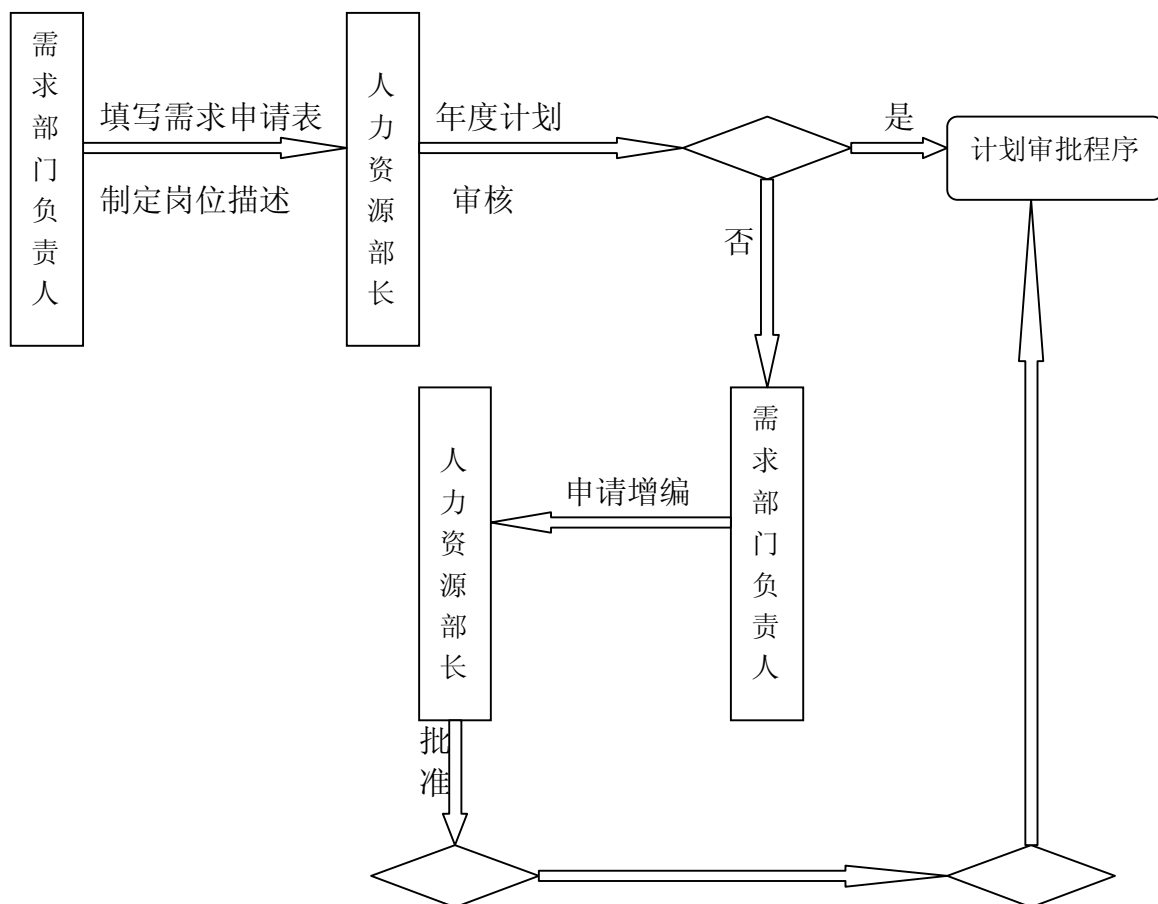 需求部门负责人
填写需求申请表
制定岗位描述
人力资源部长
年度计划
审核
是
计划审批程序
否
需求部门负责人
申请增编
人力资源部长
批准